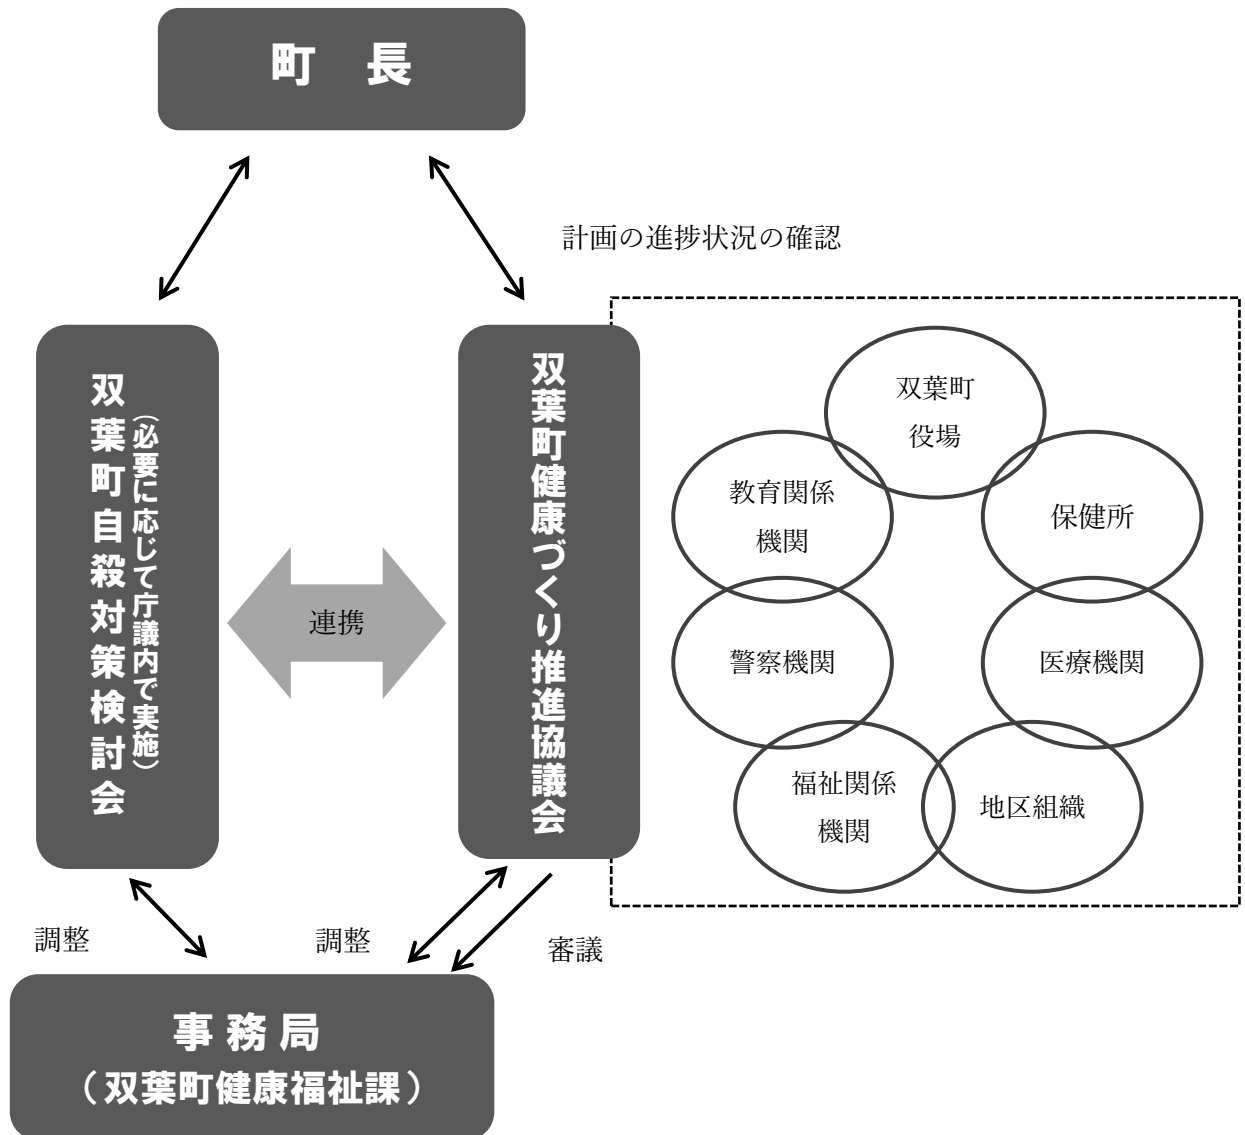 町　長
計画の進捗状況の確認
双葉町自殺対策検討会
（必要に応じて庁議内で実施）
連携
双葉町健康づくり推進協議会
双葉町
役場
教育関係
機関
保健所
警察機関
医療機関
福祉関係
機関
地区組織
調整
調整
審議
事務局
（双葉町健康福祉課）